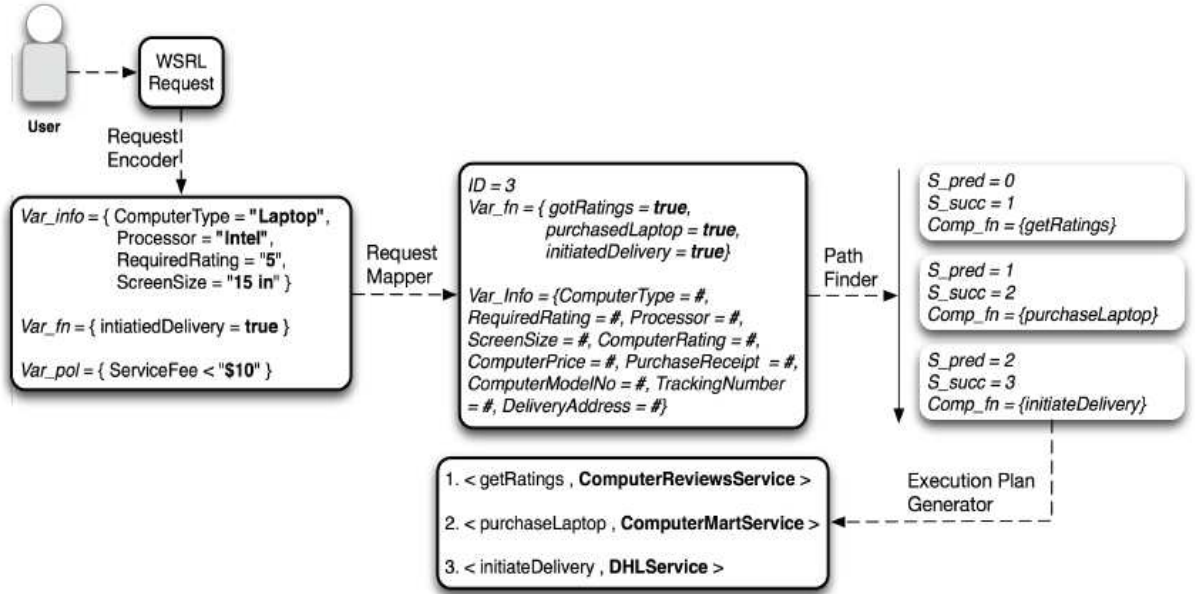 WSRL
Request
User
Request
Encoder
Var_info = { ComputerType = "Laptop",
Processor = "Intel",
RequiredRating = "5",
ScreenSize = "15 in" }
Var_fn = { intiatiedDelivery = true }
Var_pol = { ServiceFee < "$10" }
Request
Mapper
ID = 3
Var_fn = { gotRatings = true,
purchasedLaptop = true,
initiatedDelivery = true}
Var_Info = {ComputerType = #,
RequiredRating = #, Processor = #,
ScreenSize = #, ComputerRating = #,
ComputerPrice = #, PurchaseReceipt = #,
ComputerModelNo = #, TrackingNumber
= #, DeliveryAddress = #}
Path
Finder
S_pred = 0
S_succ = 1
Comp_fn = {getRatings}
S_pred = 1
S_succ = 2
Comp_fn = {purchaseLaptop}
S_pred = 2
S_succ = 3
Comp_fn = {initiateDelivery}
Execution Plan
Generator
1. < getRatings , ComputerReviewsService >
2. < purchaseLaptop , ComputerMartService >
3. < initiateDelivery , DHLService >